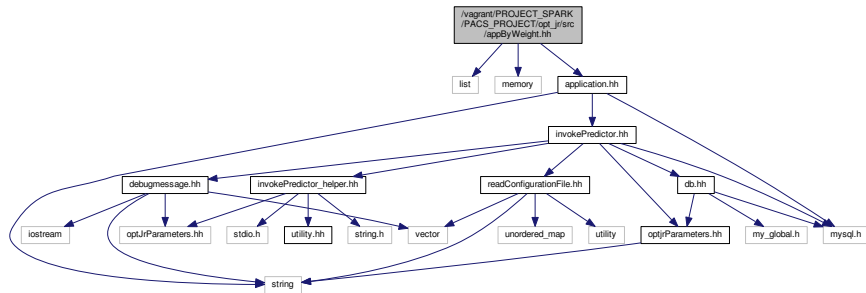 /vagrant/PROJECT_SPARK
/PACS_PROJECT/opt_jr/src
/appByWeight.hh
list
memory
application.hh
invokePredictor.hh
debugmessage.hh
invokePredictor_helper.hh
readConfigurationFile.hh
db.hh
iostream
optJrParameters.hh
stdio.h
utility.hh
string.h
vector
unordered_map
utility
optjrParameters.hh
my_global.h
mysql.h
string